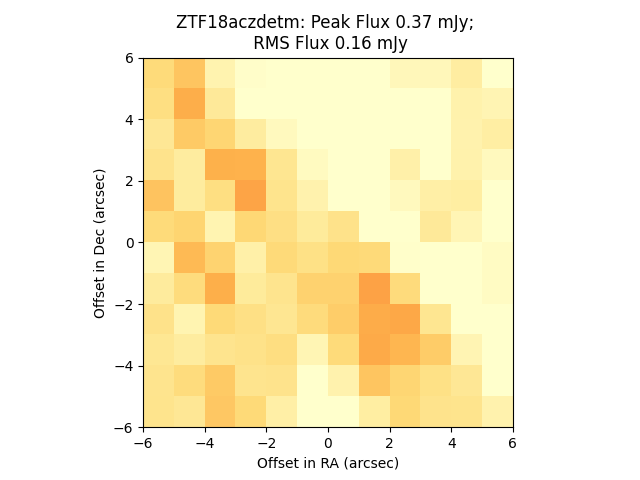 ZTF18aczdetm: Peak Flux 0.37 mJy;
RMS Flux 0.16 mJy
6
4
2
0
−2
−4
−6
Offset in Dec (arcsec)
−6 −4 −2 0 2 4 6
Offset in RA (arcsec)